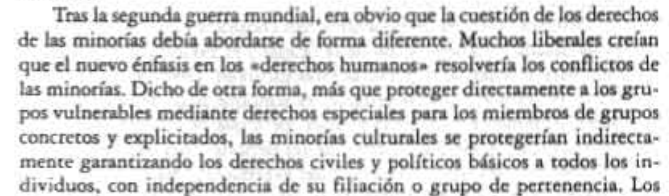 Tras la segunda guerra mundial, era obvio que la cuestión de los derechos
de las minorías debía abordarse de forma diferente. Muchos liberales creían
que el nuevo énfasis en los «derechos humanos» resolvería los conflictos de
las minorías. Dicho de otra forma, más que proteger directamente a los gru-
pos vulnerables mediante derechos especiales para los miembros de grupos
concretos y explicitados, las minorías culturales se protegerían indirecta-
mente garantizando los derechos civiles y políticos básicos a todos los in-
dividuos, con independencia de su filiación o grupo de pertenencia. Los